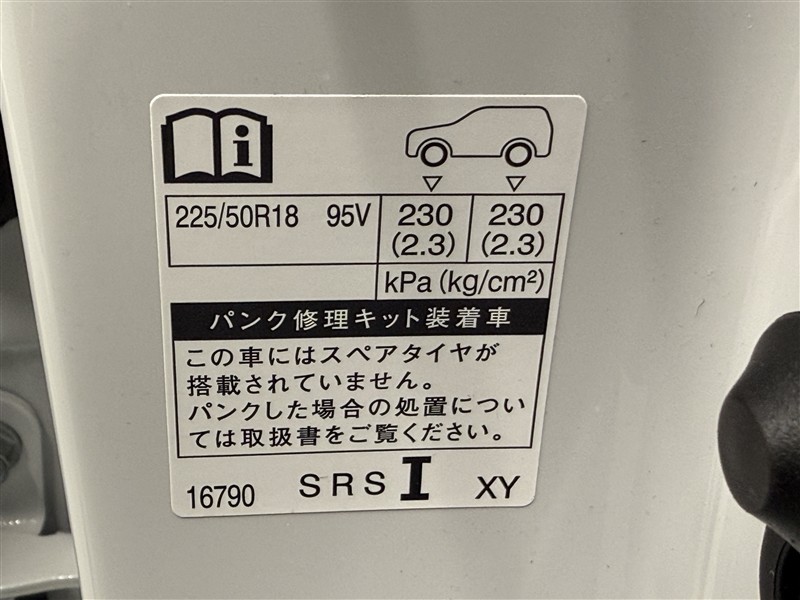 i
225/50R18 95V 230 230
(2.3) (2.3)
kPa (kg/cm²)
パンク修理キット装着車
この車にはスペアタイヤが
搭載されていません。
パンクした場合の処置につい
ては取扱書をご覧ください。
16790 SRS I XY